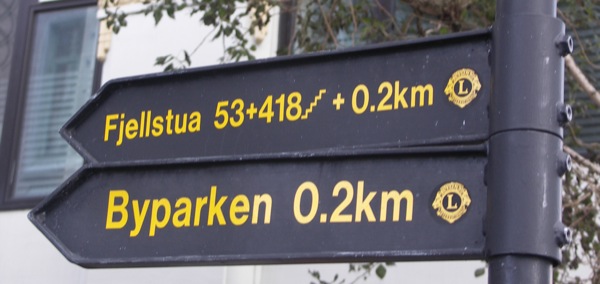 Fjellstua 53+418 + 0.2km
L
Byparken 0.2km
L